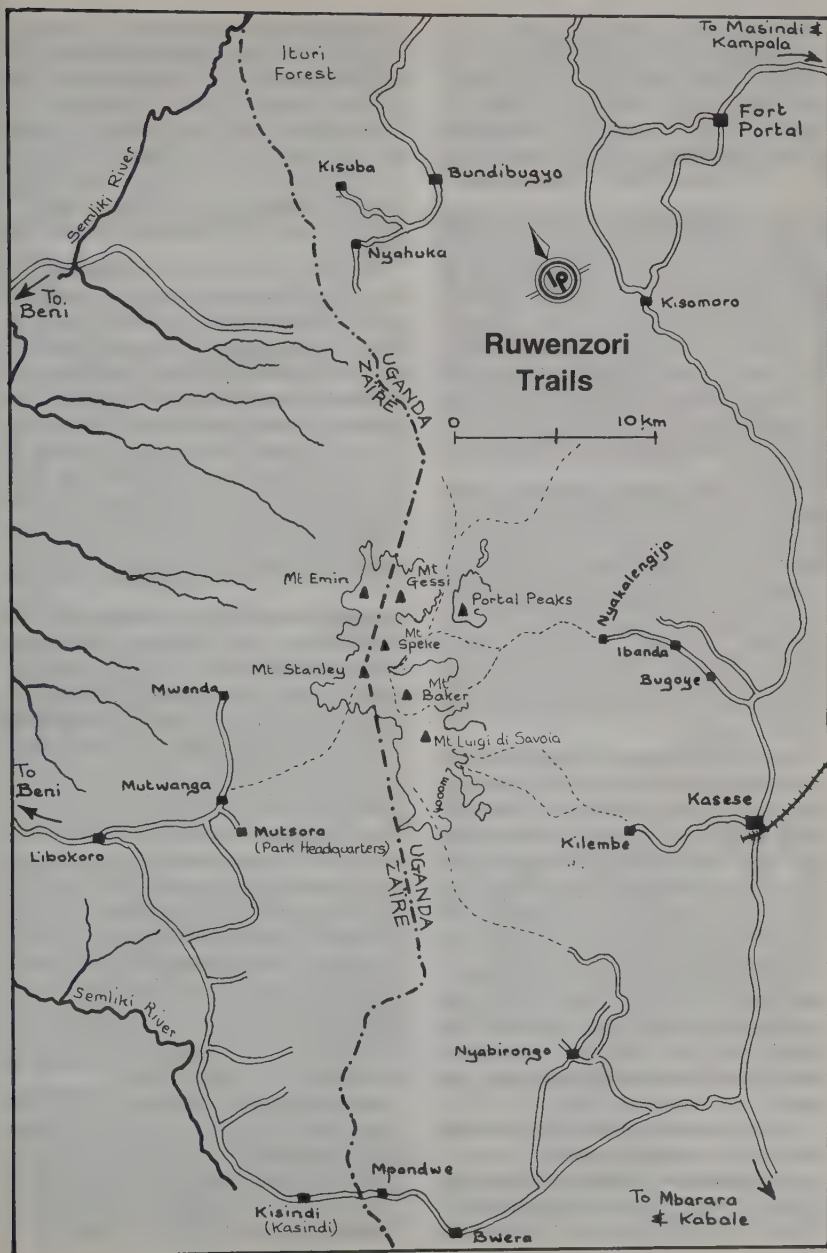 To Masindi &
Kampala
Ituri
Forest
Fort
Portal
Kisuba
Bundibugyo
Semliki River
Nyahuka
To
Beni
lp
Kisomoro
Ruwenzori
Trails
UGANDA
ZAIRE
0 10 km
Mt Emin
Mt
Gessi
Portal Peaks
Nyakalengija
Mt
Speke
Ibanda
Mt Stanley
Bugoye
Mwenda
Mt
Baker
Mt Luigi di Savoia
To
Beni
Mutwanga
4000m
Kasese
Mutsora
(Park Headquarters)
Kilembe
Libokoro
UGANDA
ZAIRE
Semliki River
Nyabirongo
Mpondwe
Kisindi
(Kasindi)
To Mbarara
& Kabale
Bwera